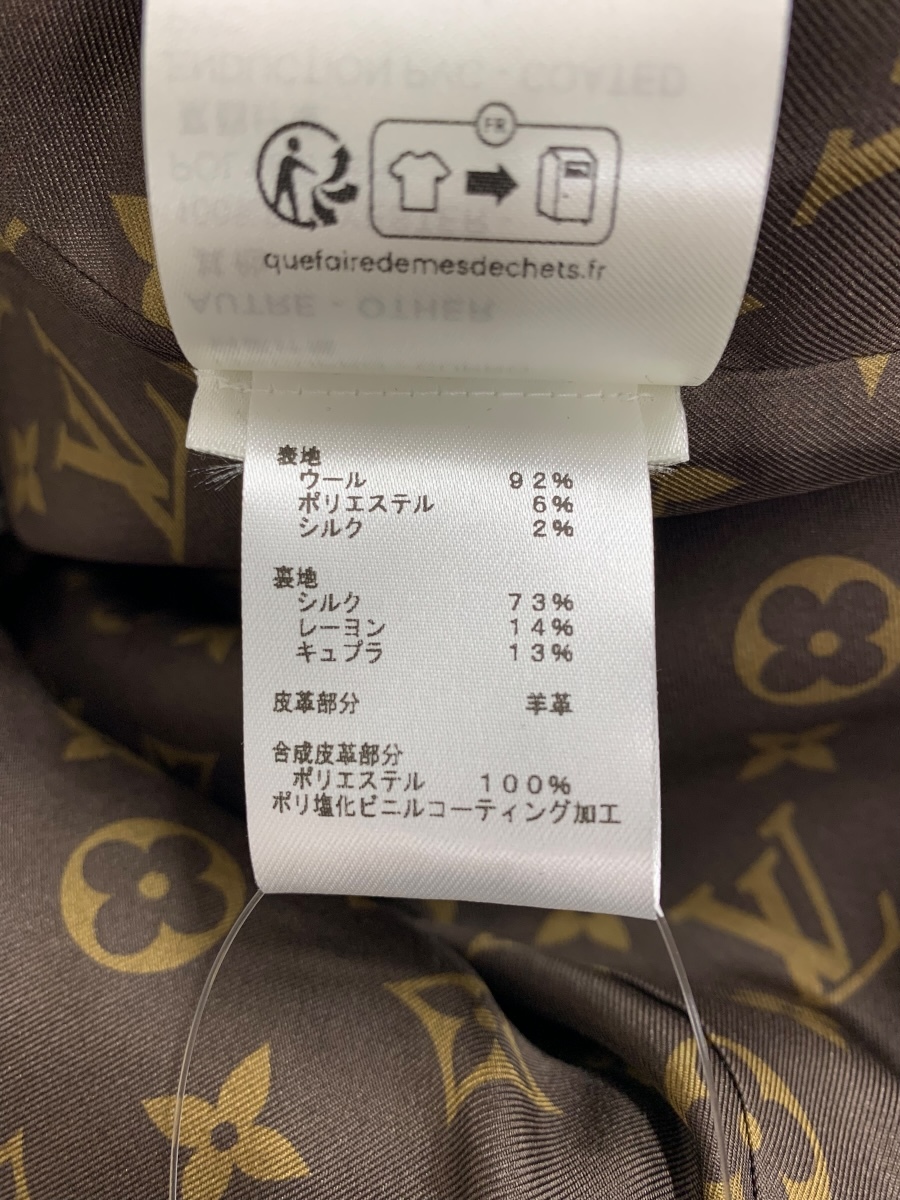 FR
quefairedemesdechets.fr
表地
ウール 92%
ポリエステル 6%
シルク 2%
裏地
シルク 73%
レーヨン 14%
キュプラ 13%
皮革部分 羊革
合成皮革部分
ポリエステル 100%
ポリ塩化ビニルコーティング加工